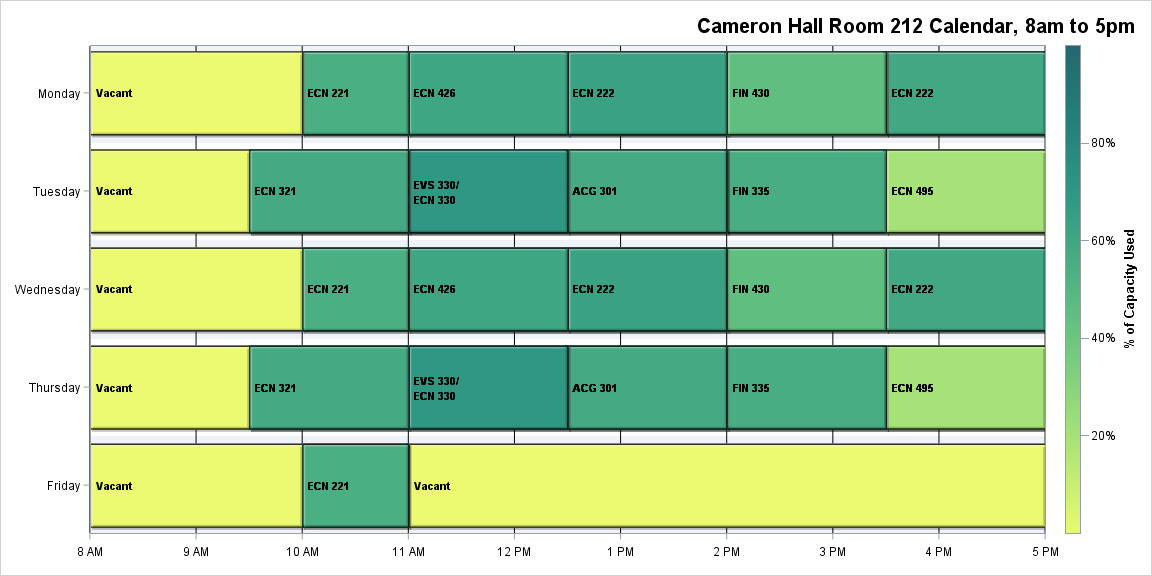 Cameron Hall Room 212 Calendar, 8am to 5pm
Monday
Vacant
ECN 221
ECN 426
ECN 222
FIN 430
ECN 222
Tuesday
Vacant
ECN 321
EVS 330/
ECN 330
ACG 301
FIN 335
ECN 495
Wednesday
Vacant
ECN 221
ECN 426
ECN 222
FIN 430
ECN 222
Thursday
Vacant
ECN 321
EVS 330/
ECN 330
ACG 301
FIN 335
ECN 495
Friday
Vacant
ECN 221
Vacant
8 AM
9 AM
10 AM
11 AM
12 PM
1 PM
2 PM
3 PM
4 PM
5 PM
80%
60%
40%
20%
% of Capacity Used